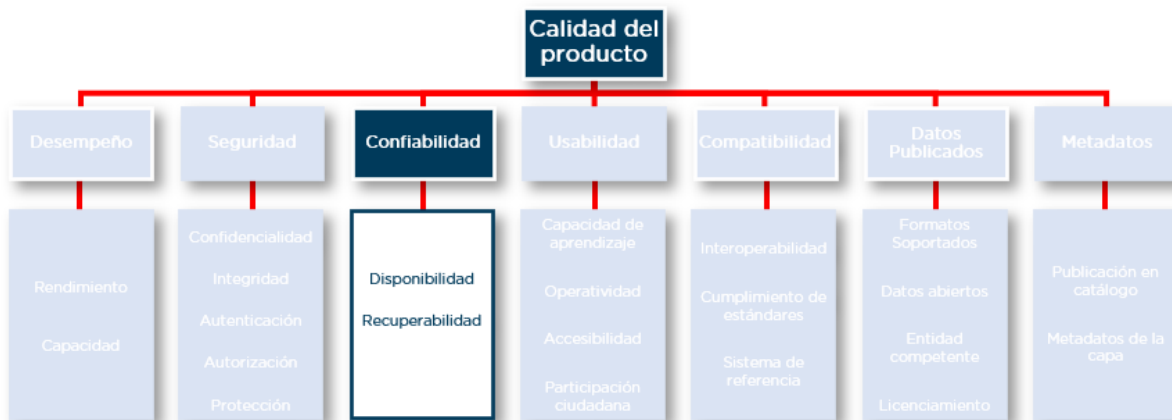 Calidad del
producto
Desempeño
Seguridad
Confiabilidad
Usabilidad
Compatibilidad
Datos
Publicados
Metadatos
Rendimiento
Capacidad
Confidencialidad
Integridad
Autenticación
Autorización
Protección
Disponibilidad
Recuperabilidad
Capacidad de
aprendizaje
Operatividad
Accesibilidad
Participación
ciudadana
Interoperabilidad
Cumplimiento de
estándares
Sistema de
referencia
Formatos
Soportados
Datos abiertos
Entidad
competente
Licenciamiento
Publicación en
catálogo
Metadatos de la
capa